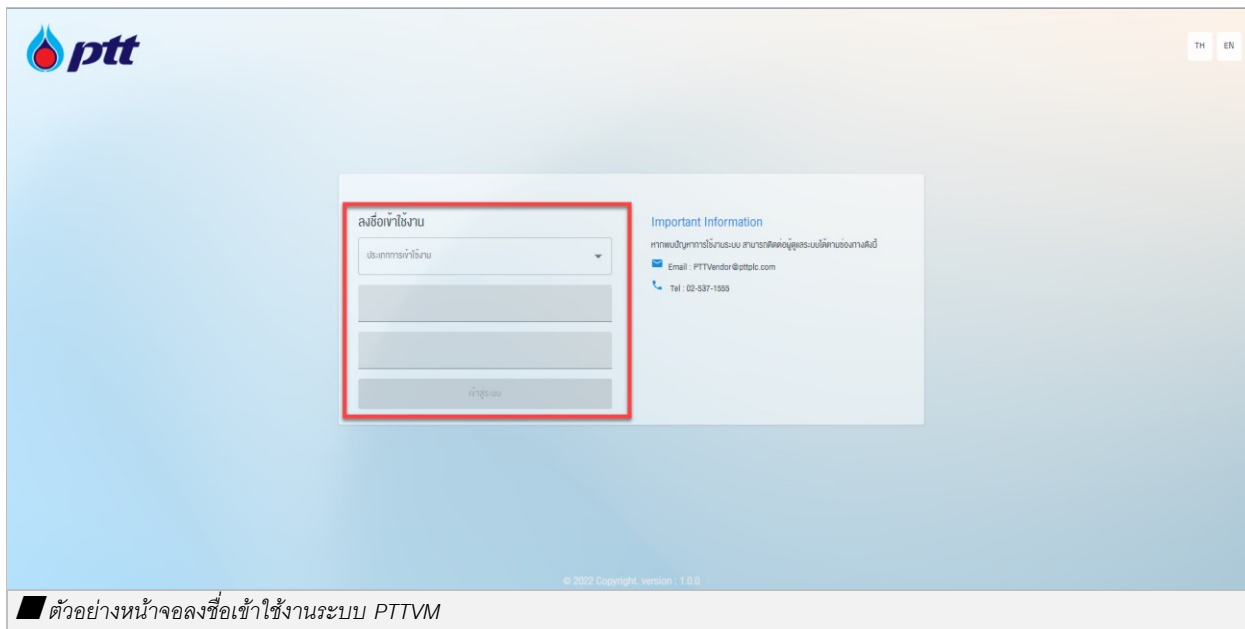 ptt
TH EN
ลงชื่อเข้าใช้งาน
ประเภทการเข้าใช้งาน
เข้าสู่ระบบ
Important Information
หากพบปัญหาการใช้งานระบบ สามารถติดต่อผู้ดูแลระบบได้ตามช่องทางดังนี้
Email : PTTVendor@pttplc.com
Tel : 02-537-1555
© 2022 Copyright. version : 1.0.0
ตัวอย่างหน้าจอลงชื่อเข้าใช้งานระบบ PTTVM